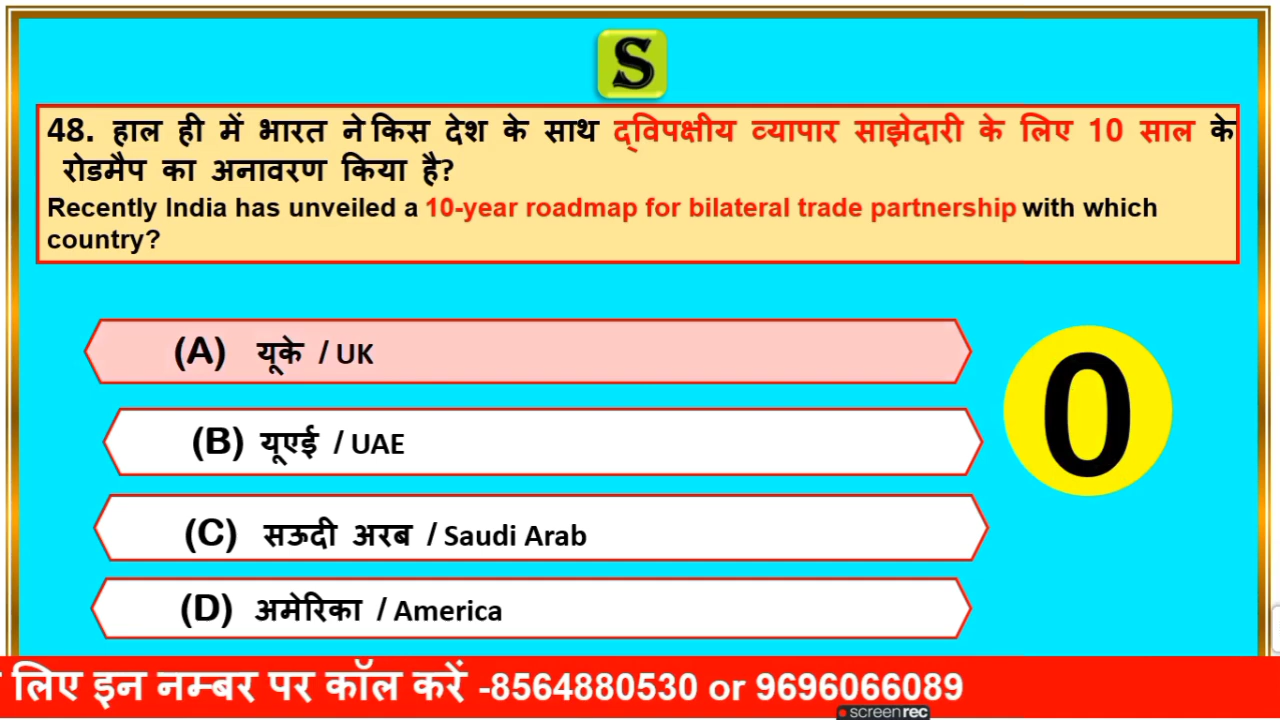 S
48. हाल ही में भारत ने किस देश के साथ द्विपक्षीय व्यापार साझेदारी के लिए 10 साल के
रोडमैप का अनावरण किया है?
Recently India has unveiled a 10-year roadmap for bilateral trade partnership with which
country?
(A) यूके / UK
(B) यूएई / UAE
0
(C) सऊदी अरब / Saudi Arab
(D) अमेरिका / America
लिए इन नम्बर पर कॉल करें -8564880530 or 9696066089
screenrec